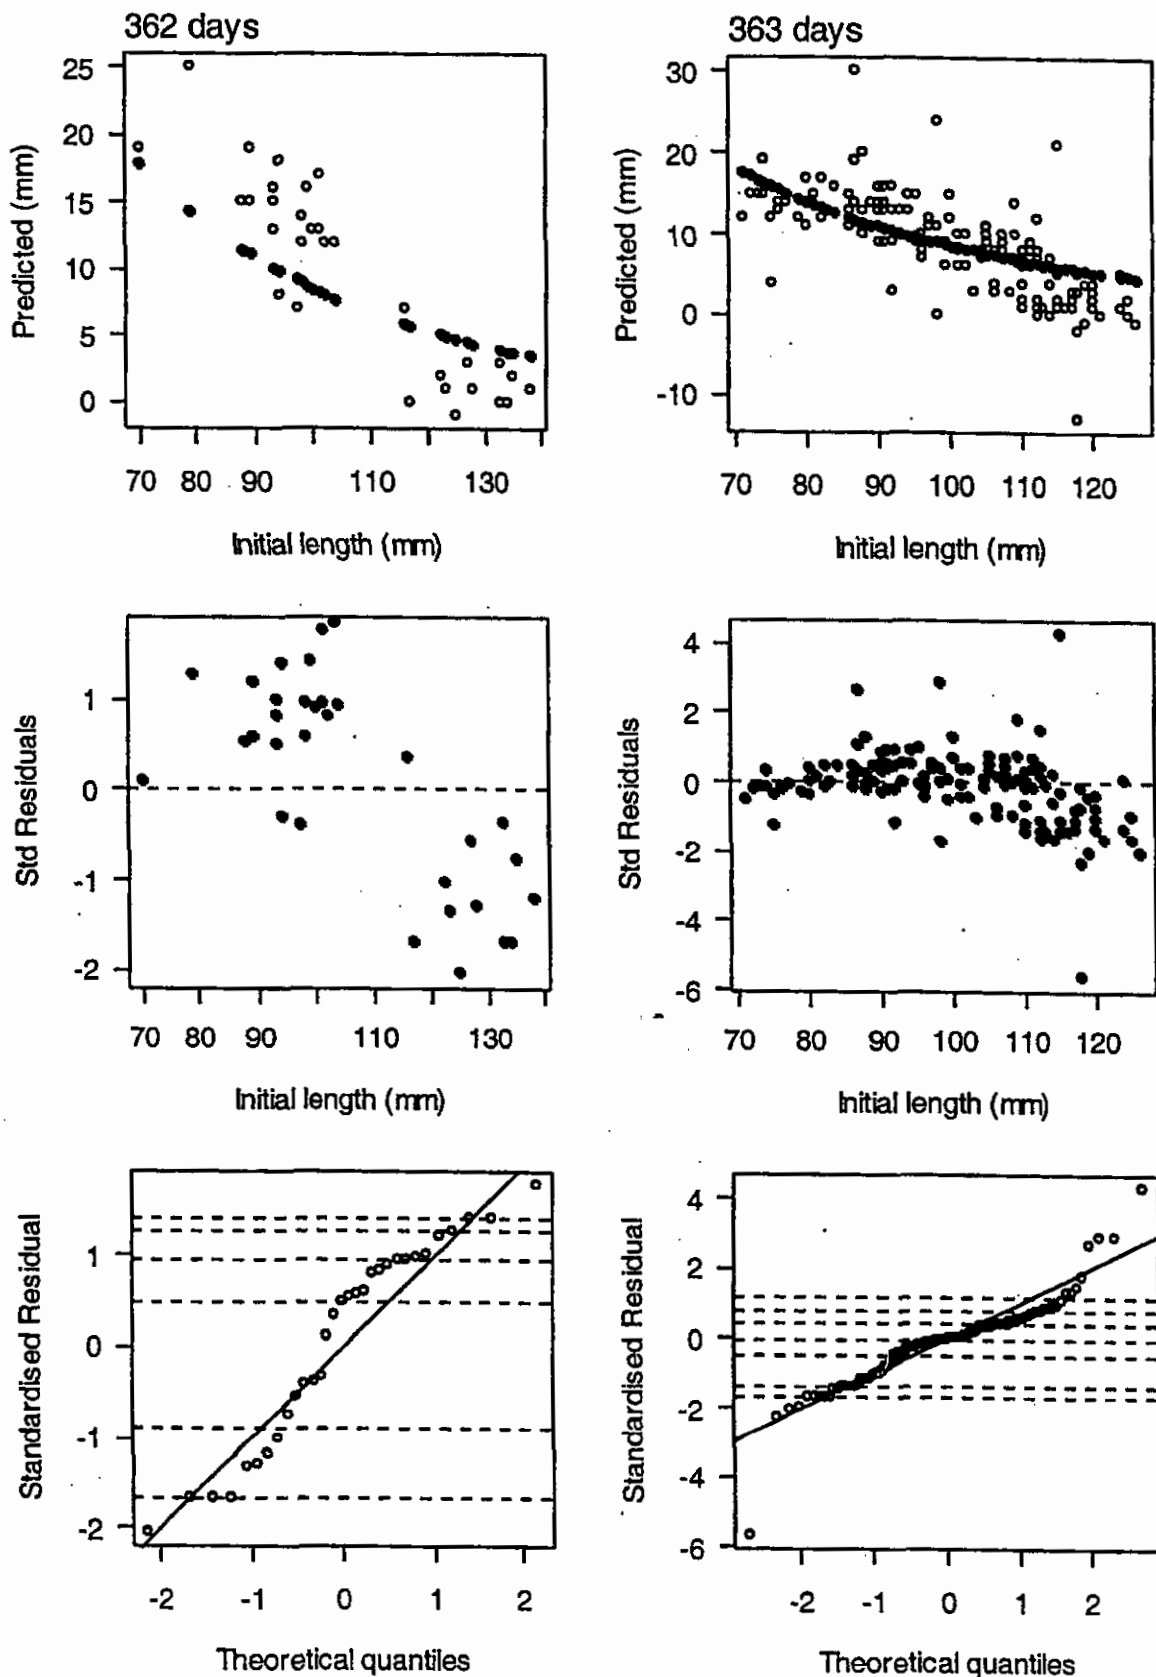 362 days
25
20
15
10
5
0
Predicted (mm)
70 80 90 110 130
Initial length (mm)
363 days
30
20
10
0
-10
Predicted (mm)
70 80 90 100 110 120
Initial length (mm)
1
0
-1
-2
Std Residuals
70 80 90 110 130
Initial length (mm)
4
2
0
-2
-4
-6
Std Residuals
70 80 90 100 110 120
Initial length (mm)
1
0
-1
-2
Standardised Residual
-2 -1 0 1 2
Theoretical quantiles
4
2
0
-2
-4
-6
Standardised Residual
-2 -1 0 1 2
Theoretical quantiles